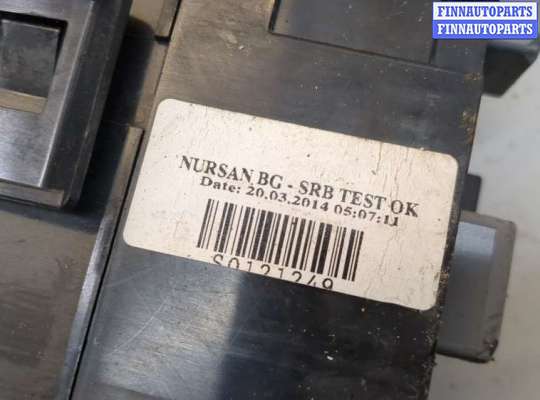 FINNAUTOPARTS
FINNAUTOPARTS
NURSAN BG - SRB TEST OK
Date: 20.03.2014 05:07:11
S0121249